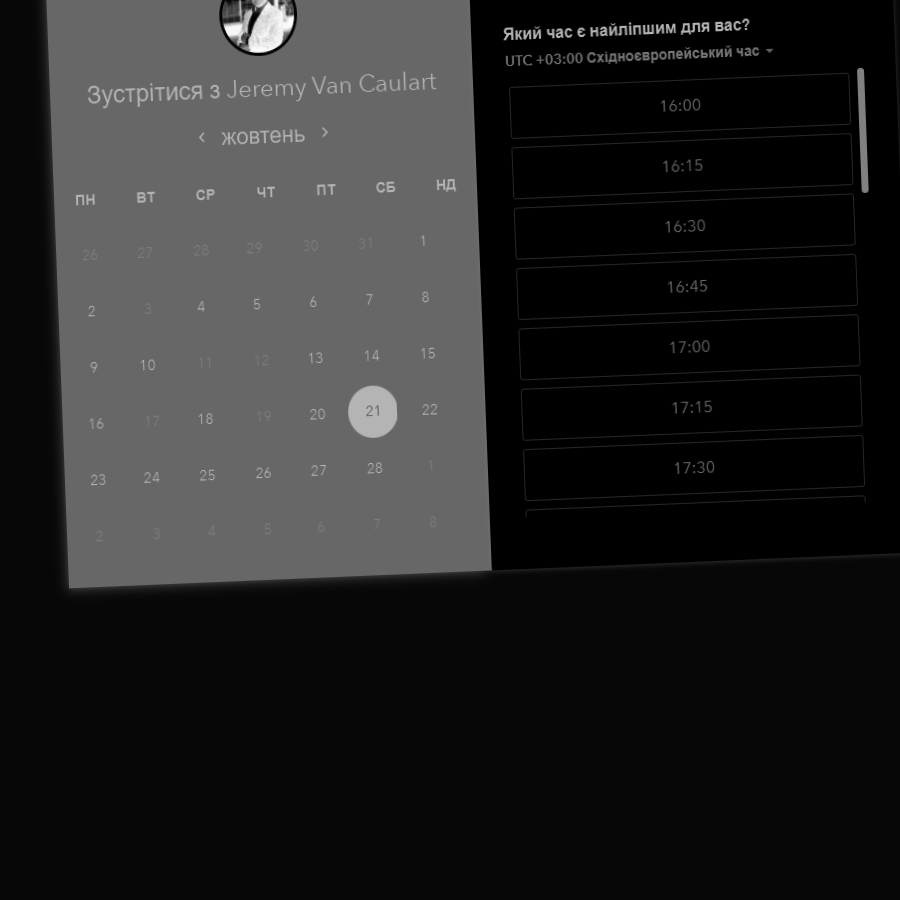 Зустрітися з Jeremy Van Caulart
‹ жовтень ›
ПН ВТ СР ЧТ ПТ СБ НД
26 27 28 29 30 31 1
2 3 4 5 6 7 8
9 10 11 12 13 14 15
16 17 18 19 20 21 22
23 24 25 26 27 28 1
2 3 4 5 6 7 8
Який час є найліпшим для вас?
UTC +03:00 Східноєвропейський час
16:00
16:15
16:30
16:45
17:00
17:15
17:30